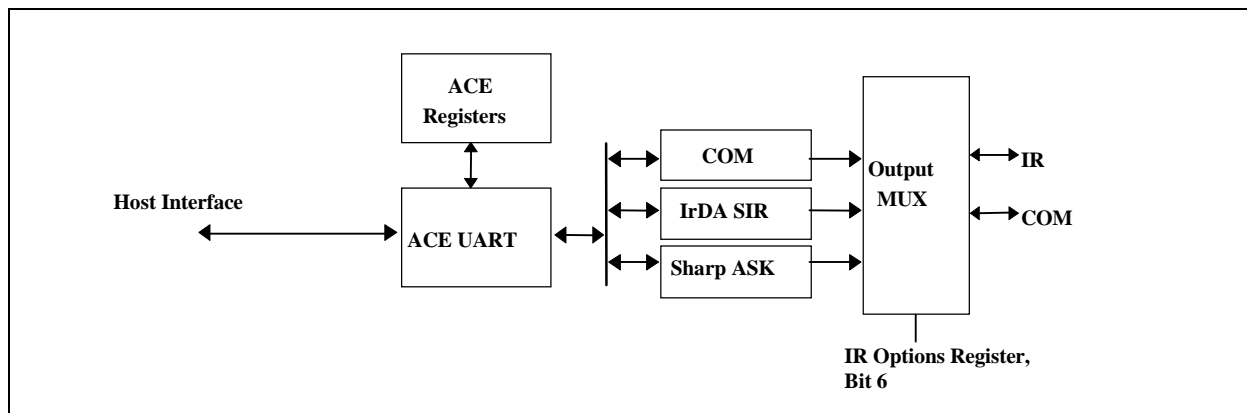 ACE
Registers
Host Interface
ACE UART
COM
IrDA SIR
Sharp ASK
Output
MUX
IR
COM
IR Options Register,
Bit 6